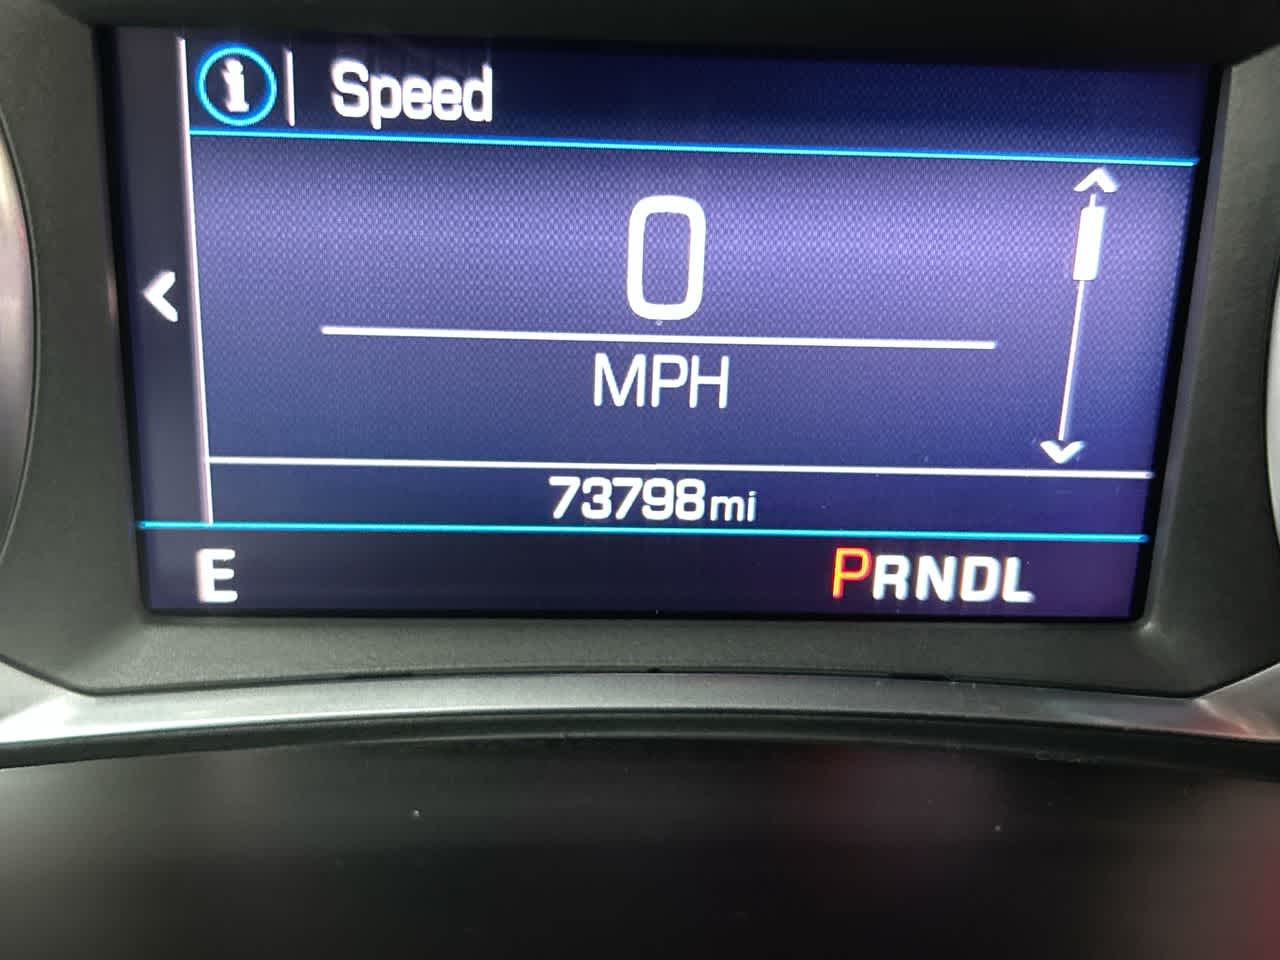 i Speed
0
MPH
73798mi
E PRNDL